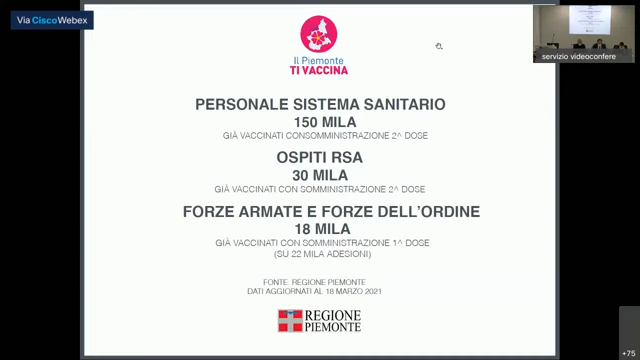 Via Cisco Webex
servizio videoconfere
Il Piemonte
TI VACCINA
PERSONALE SISTEMA SANITARIO
150 MILA
GIÀ VACCINATI CONSOMMINISTRAZIONE 2^ DOSE
OSPITI RSA
30 MILA
GIÀ VACCINATI CON SOMMINISTRAZIONE 2^ DOSE
FORZE ARMATE E FORZE DELL'ORDINE
18 MILA
GIÀ VACCINATI CON SOMMINISTRAZIONE 1^ DOSE
(SU 22 MILA ADESIONI)
FONTE: REGIONE PIEMONTE
DATI AGGIORNATI AL 18 MARZO 2021
REGIONE
PIEMONTE
+75